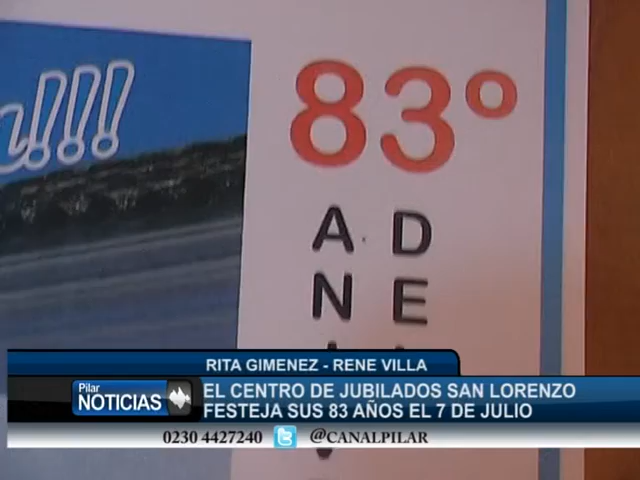 !!!
83º
A D
N E
RITA GIMENEZ - RENE VILLA
Pilar
NOTICIAS
EL CENTRO DE JUBILADOS SAN LORENZO
FESTEJA SUS 83 AÑOS EL 7 DE JULIO
0230 4427240 @CANALPILAR